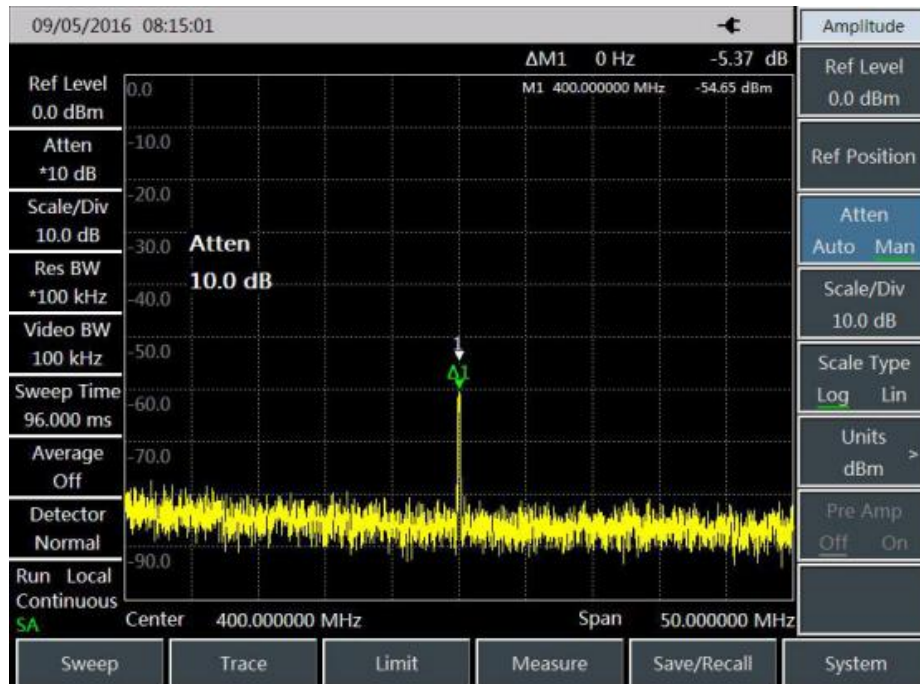 09/05/2016 08:15:01
Amplitude
ΔM1 0 Hz -5.37 dB
M1 400.000000 MHz -54.65 dBm
Ref Level
0.0 dBm
Atten
*10 dB
Scale/Div
10.0 dB
Res BW
*100 kHz
Video BW
100 kHz
Sweep Time
96.000 ms
Average
Off
Detector
Normal
Run Local
Continuous
SA
0.0
-10.0
-20.0
-30.0
-40.0
-50.0
-60.0
-70.0
-90.0
Atten
10.0 dB
1
Δ1
Center 400.000000 MHz Span 50.000000 MHz
Ref Level
0.0 dBm
Ref Position
Atten
Auto Man
Scale/Div
10.0 dB
Scale Type
Log Lin
Units >
dBm
Pre Amp
Off On
Sweep Trace Limit Measure Save/Recall System